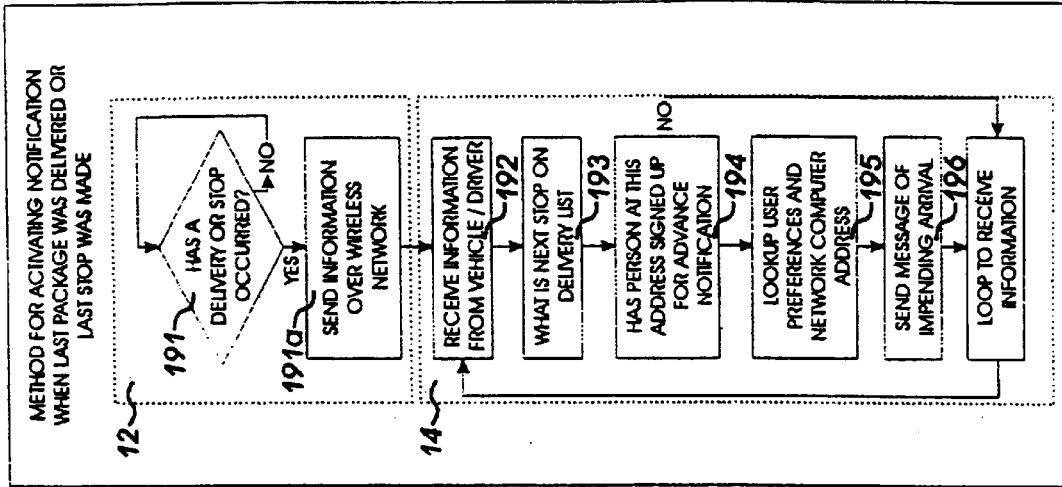 METHOD FOR ACTIVATING NOTIFICATION
WHEN LAST PACKAGE WAS DELIVERED OR
LAST STOP WAS MADE
12
191
HAS A
DELIVERY OR STOP
OCCURRED?
NO
YES
191a
SEND INFORMATION
OVER WIRELESS
NETWORK
14
RECEIVE INFORMATION
FROM VEHICLE / DRIVER
192
WHAT IS NEXT STOP ON
DELIVERY LIST
193
HAS PERSON AT THIS
ADDRESS SIGNED UP
FOR ADVANCE
NOTIFICATION
NO
194
LOOKUP USER
PREFERENCES AND
NETWORK COMPUTER
ADDRESS
195
SEND MESSAGE OF
IMPENDING ARRIVAL
196
LOOP TO RECEIVE
INFORMATION